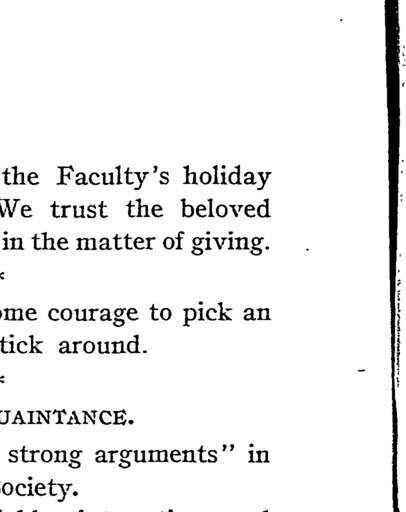 the Faculty's holiday
We trust the beloved
in the matter of giving.
ome courage to pick an
tick around.
UAINTANCE.
strong arguments" in
ociety.